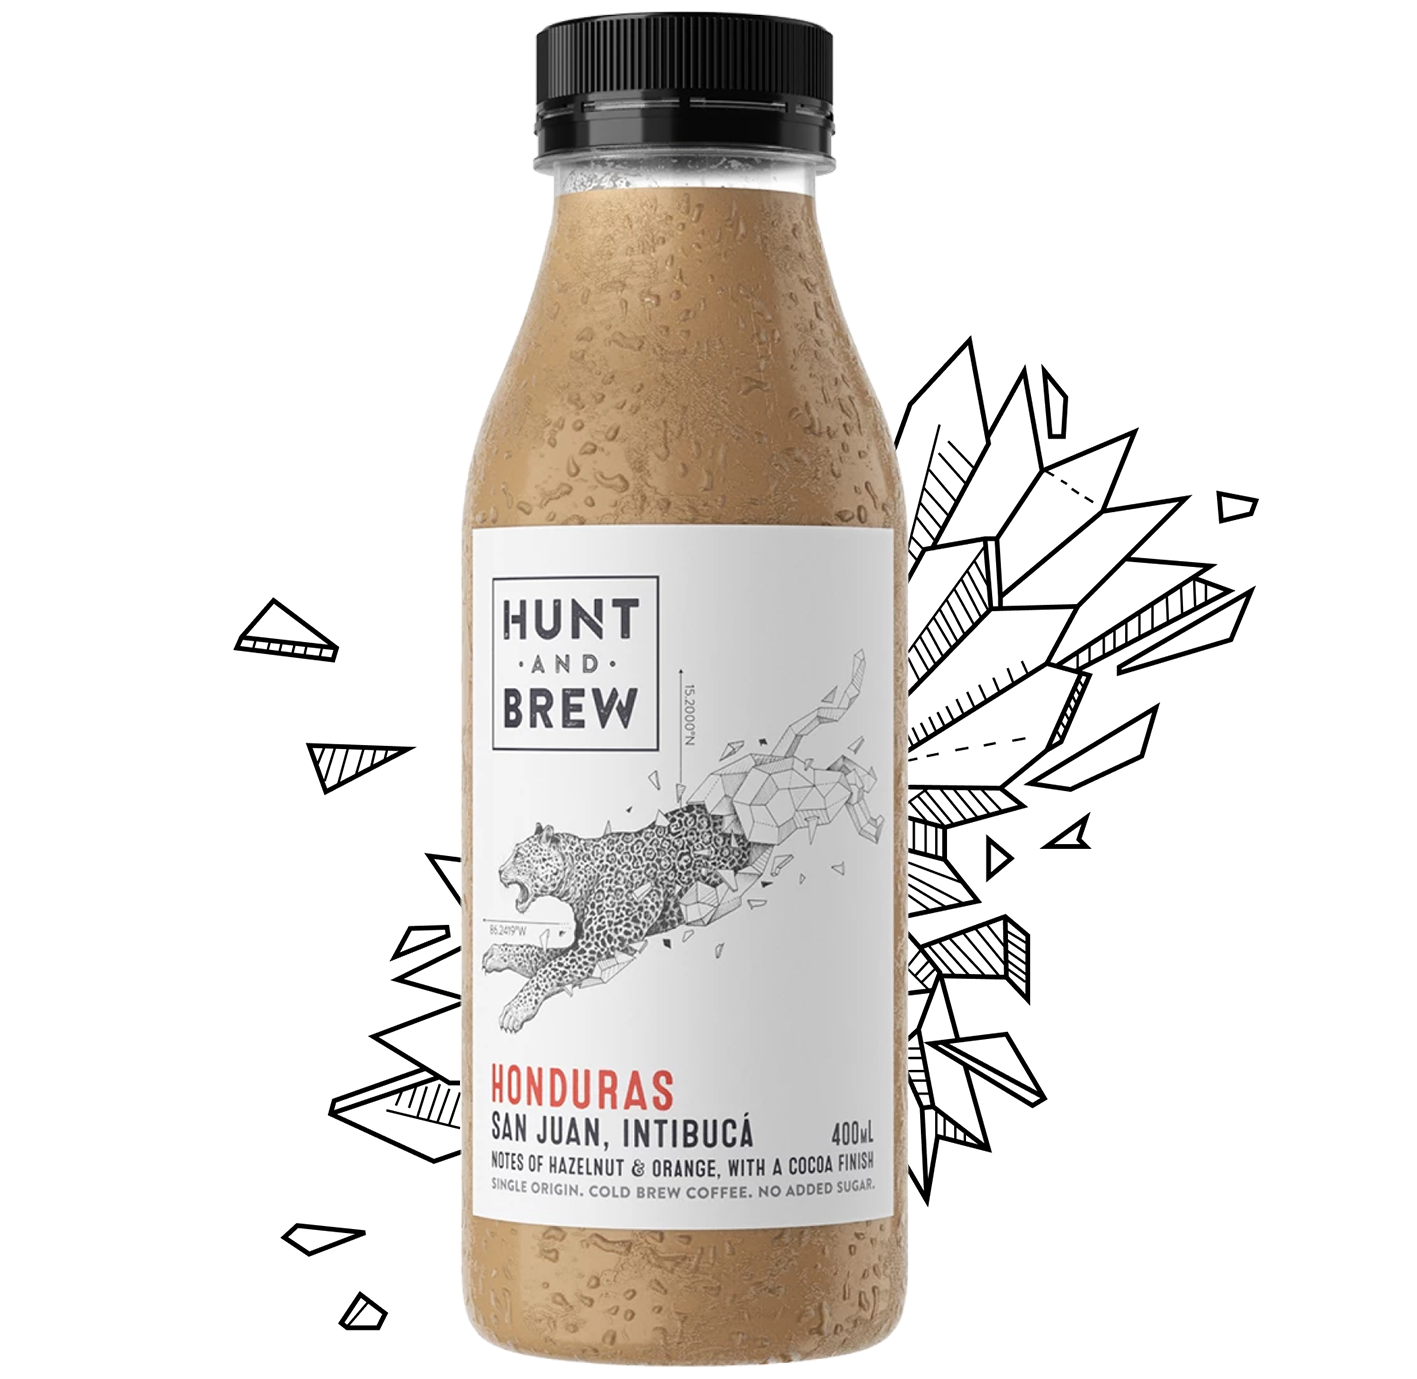 HUNT
·AND·
BREW
15.2000°N
86.2419°W
HONDURAS
SAN JUAN, INTIBUCÁ
400mL
NOTES OF HAZELNUT & ORANGE, WITH A COCOA FINISH
SINGLE ORIGIN. COLD BREW COFFEE. NO ADDED SUGAR.